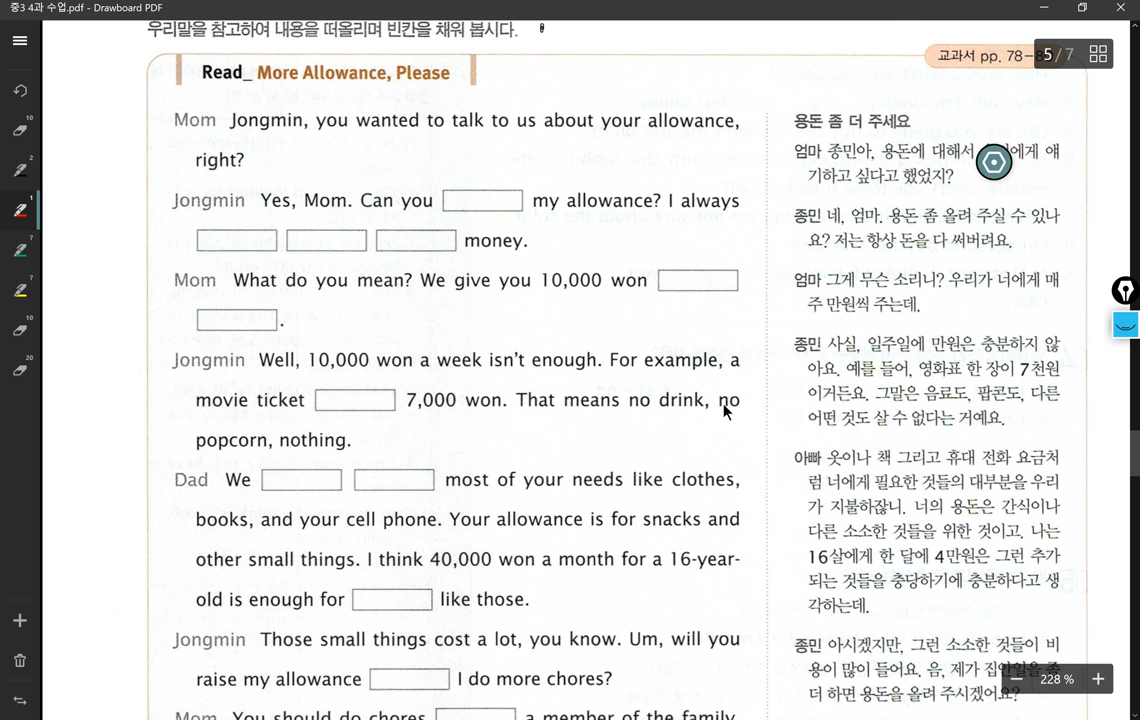 중3 4과 수업.pdf - Drawboard PDF
우리말을 참고하여 내용을 떠올리며 빈칸을 채워 봅시다.
교과서 pp. 78-8
5 / 7
Read_ More Allowance, Please
Mom Jongmin, you wanted to talk to us about your allowance,
right?
Jongmin Yes, Mom. Can you my allowance? I always
money.
Mom What do you mean? We give you 10,000 won
.
Jongmin Well, 10,000 won a week isn't enough. For example, a
movie ticket 7,000 won. That means no drink, no
popcorn, nothing.
Dad We most of your needs like clothes,
books, and your cell phone. Your allowance is for snacks and
other small things. I think 40,000 won a month for a 16-year-
old is enough for like those.
Jongmin Those small things cost a lot, you know. Um, will you
raise my allowance I do more chores?
Mom You should do chores a member of the family.
용돈 좀 더 주세요
엄마 종민아, 용돈에 대해서 에게 얘
기하고 싶다고 했었지?
종민 네, 엄마. 용돈 좀 올려 주실 수 있나
요? 저는 항상 돈을 다 써버려요.
엄마 그게 무슨 소리니? 우리가 너에게 매
주 만원씩 주는데.
종민 사실, 일주일에 만원은 충분하지 않
아요. 예를 들어, 영화표 한 장이 7천원
이거든요. 그말은 음료도, 팝콘도, 다른
어떤 것도 살 수 없다는 거예요.
아빠 옷이나 책 그리고 휴대 전화 요금처
럼 너에게 필요한 것들의 대부분을 우리
가 지불하잖니. 너의 용돈은 간식이나
다른 소소한 것들을 위한 것이고. 나는
16살에게 한 달에 4만원은 그런 추가
되는 것들을 충당하기에 충분하다고 생
각하는데.
종민 아시겠지만, 그런 소소한 것들이 비
용이 많이 들어요. 음, 제가 집안일을 좀
더 하면 용돈을 올려 주시겠어요?
228 %
10
2
1
7
7
10
20